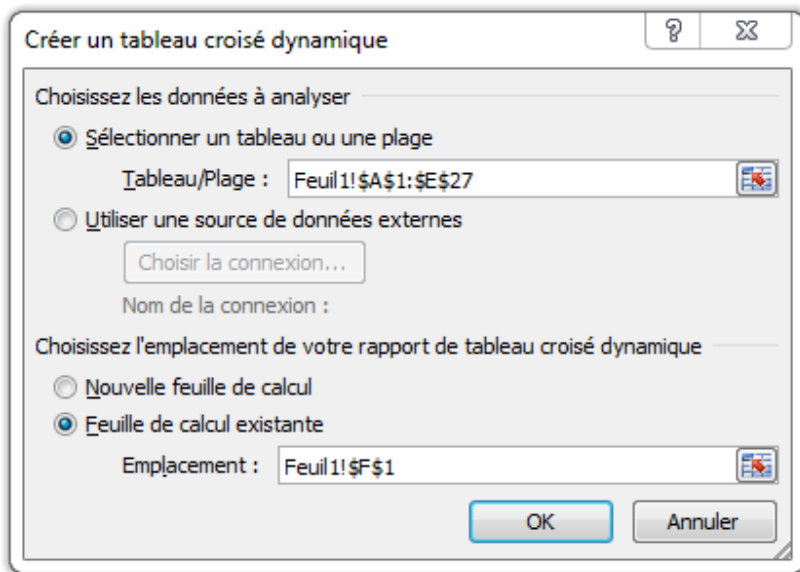 Créer un tableau croisé dynamique
Choisissez les données à analyser
Sélectionner un tableau ou une plage
Tableau/Plage : Feuil1!$A$1:$E$27
Utiliser une source de données externes
Choisir la connexion...
Nom de la connexion :
Choisissez l'emplacement de votre rapport de tableau croisé dynamique
Nouvelle feuille de calcul
Feuille de calcul existante
Emplacement : Feuil1!$F$1
OK Annuler